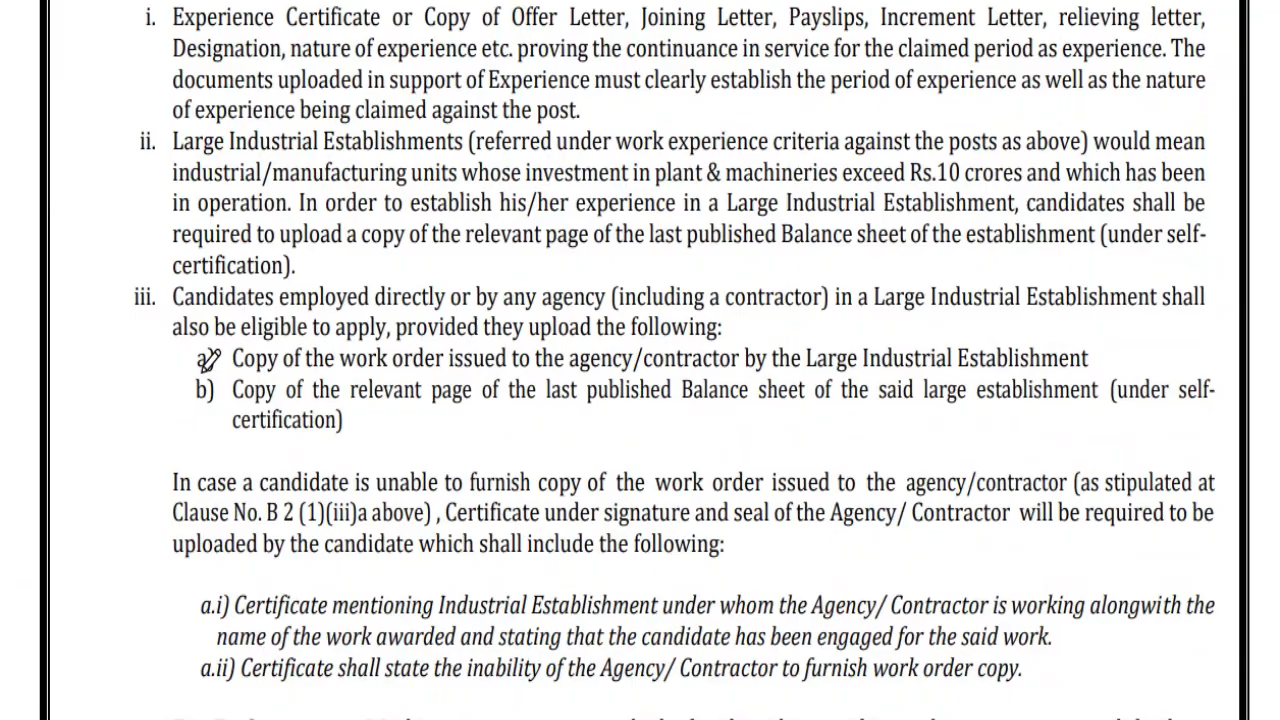 i. Experience Certificate or Copy of Offer Letter, Joining Letter, Payslips, Increment Letter, relieving letter,
Designation, nature of experience etc. proving the continuance in service for the claimed period as experience. The
documents uploaded in support of Experience must clearly establish the period of experience as well as the nature
of experience being claimed against the post.
ii. Large Industrial Establishments (referred under work experience criteria against the posts as above) would mean
industrial/manufacturing units whose investment in plant & machineries exceed Rs.10 crores and which has been
in operation. In order to establish his/her experience in a Large Industrial Establishment, candidates shall be
required to upload a copy of the relevant page of the last published Balance sheet of the establishment (under self-
certification).
iii. Candidates employed directly or by any agency (including a contractor) in a Large Industrial Establishment shall
also be eligible to apply, provided they upload the following:
a) Copy of the work order issued to the agency/contractor by the Large Industrial Establishment
b) Copy of the relevant page of the last published Balance sheet of the said large establishment (under self-
certification)
In case a candidate is unable to furnish copy of the work order issued to the agency/contractor (as stipulated at
Clause No. B 2 (1)(iii)a above) , Certificate under signature and seal of the Agency/ Contractor will be required to be
uploaded by the candidate which shall include the following:
a.i) Certificate mentioning Industrial Establishment under whom the Agency/ Contractor is working alongwith the
name of the work awarded and stating that the candidate has been engaged for the said work.
a.ii) Certificate shall state the inability of the Agency/ Contractor to furnish work order copy.